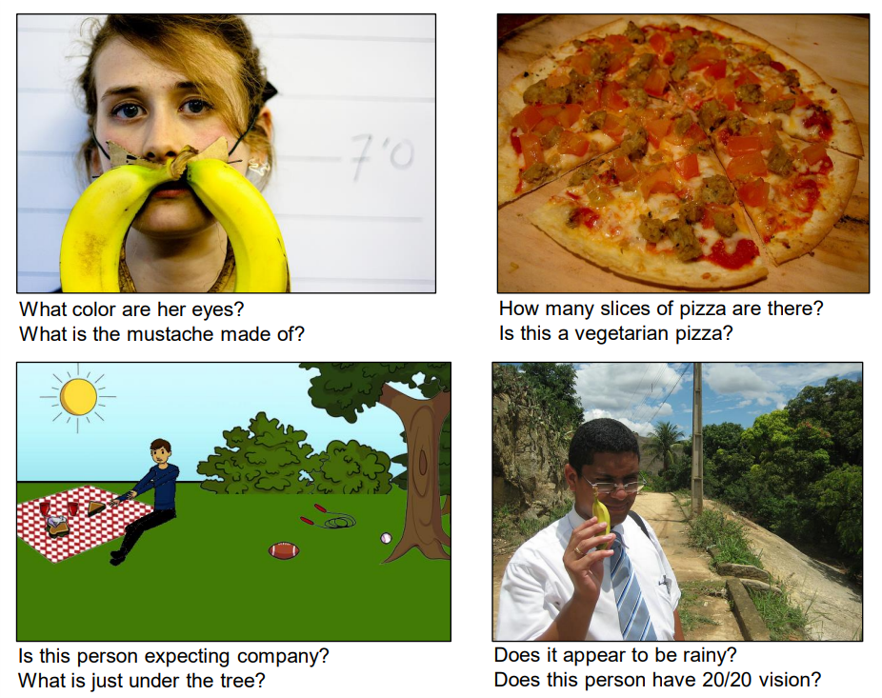 7'0
What color are her eyes?
What is the mustache made of?
How many slices of pizza are there?
Is this a vegetarian pizza?
Is this person expecting company?
What is just under the tree?
Does it appear to be rainy?
Does this person have 20/20 vision?